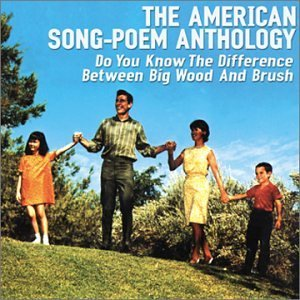 THE AMERICAN
SONG-POEM ANTHOLOGY
Do You Know The Difference
Between Big Wood And Brush